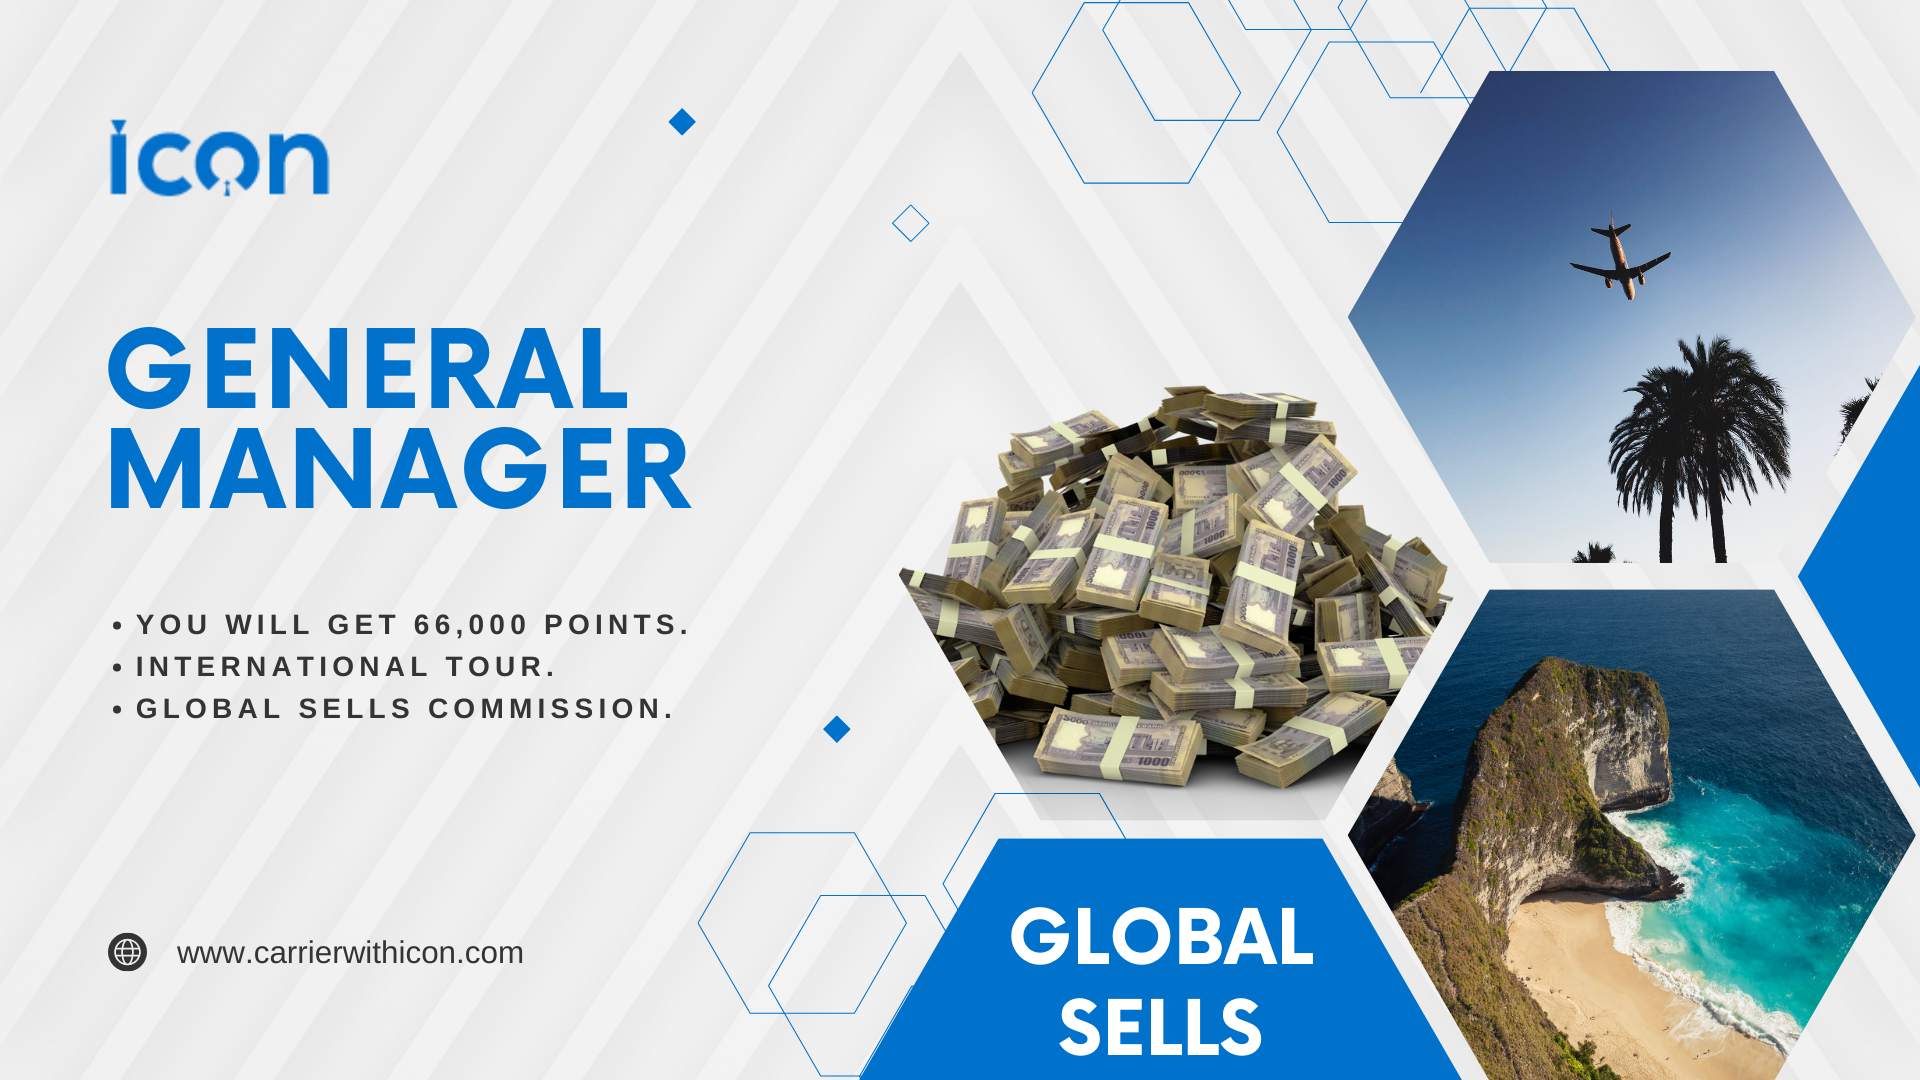 icon
GENERAL
MANAGER
• YOU WILL GET 66,000 POINTS.
• INTERNATIONAL TOUR.
• GLOBAL SELLS COMMISSION.
www.carrierwithicon.com
GLOBAL
SELLS